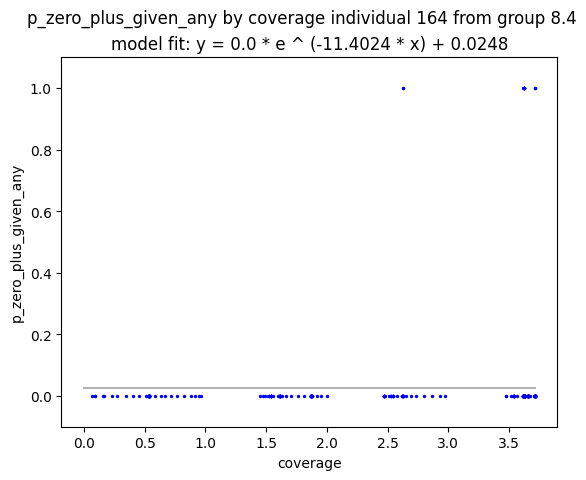 p_zero_plus_given_any by coverage individual 164 from group 8.4
model fit: y = 0.0 * e ^ (-11.4024 * x) + 0.0248
1.0
0.8
0.6
0.4
0.2
0.0
p_zero_plus_given_any
0.0 0.5 1.0 1.5 2.0 2.5 3.0 3.5
coverage